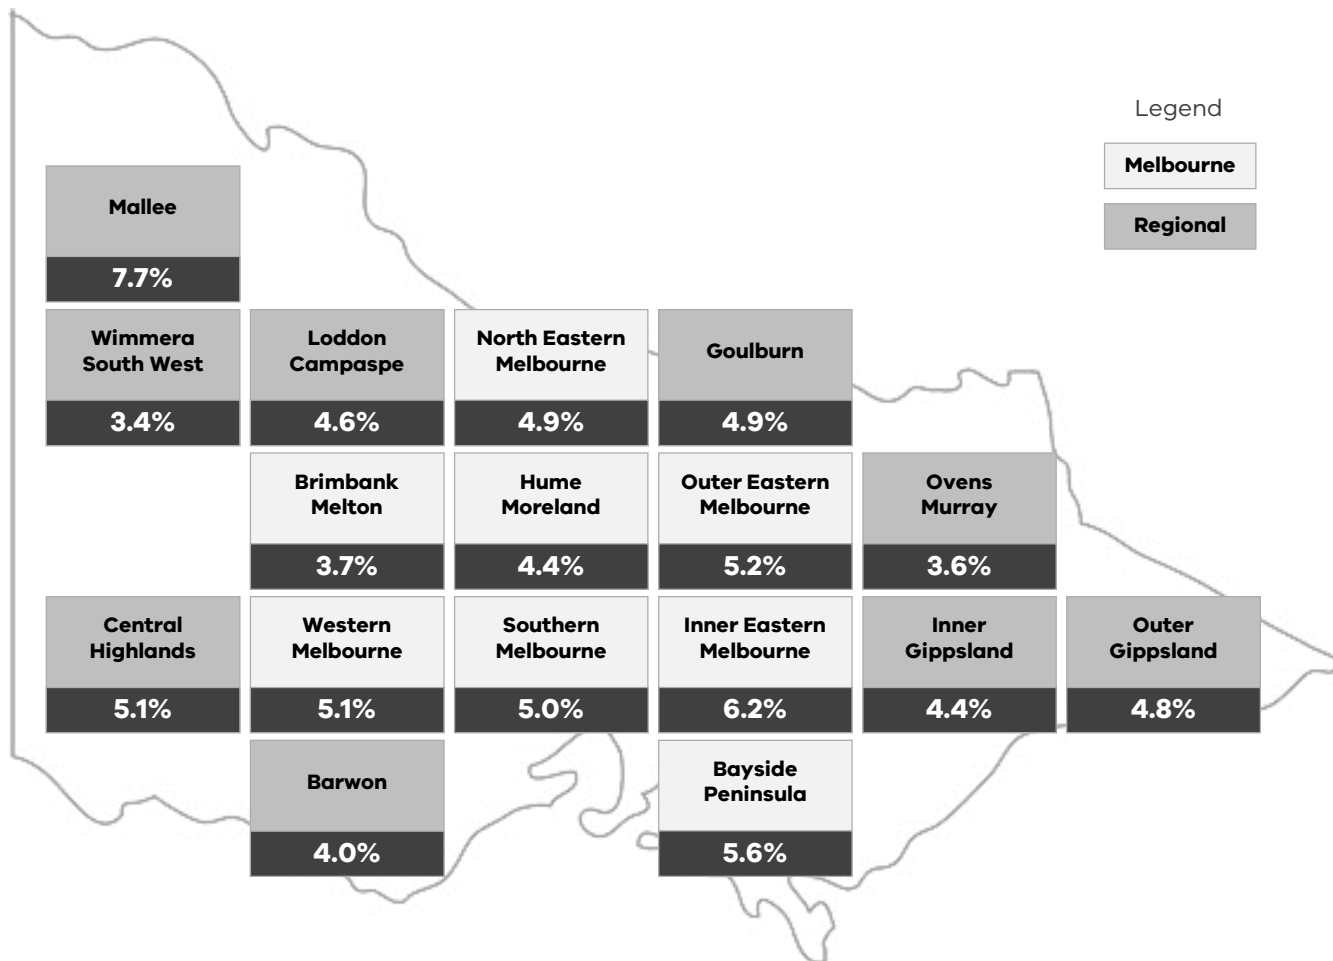 Legend
Melbourne
Regional
Mallee
7.7%
Wimmera
South West
3.4%
Loddon
Campaspe
4.6%
North Eastern
Melbourne
4.9%
Goulburn
4.9%
Brimbank
Melton
3.7%
Hume
Moreland
4.4%
Outer Eastern
Melbourne
5.2%
Ovens
Murray
3.6%
Central
Highlands
5.1%
Western
Melbourne
5.1%
Southern
Melbourne
5.0%
Inner Eastern
Melbourne
6.2%
Inner
Gippsland
4.4%
Outer
Gippsland
4.8%
Barwon
4.0%
Bayside
Peninsula
5.6%